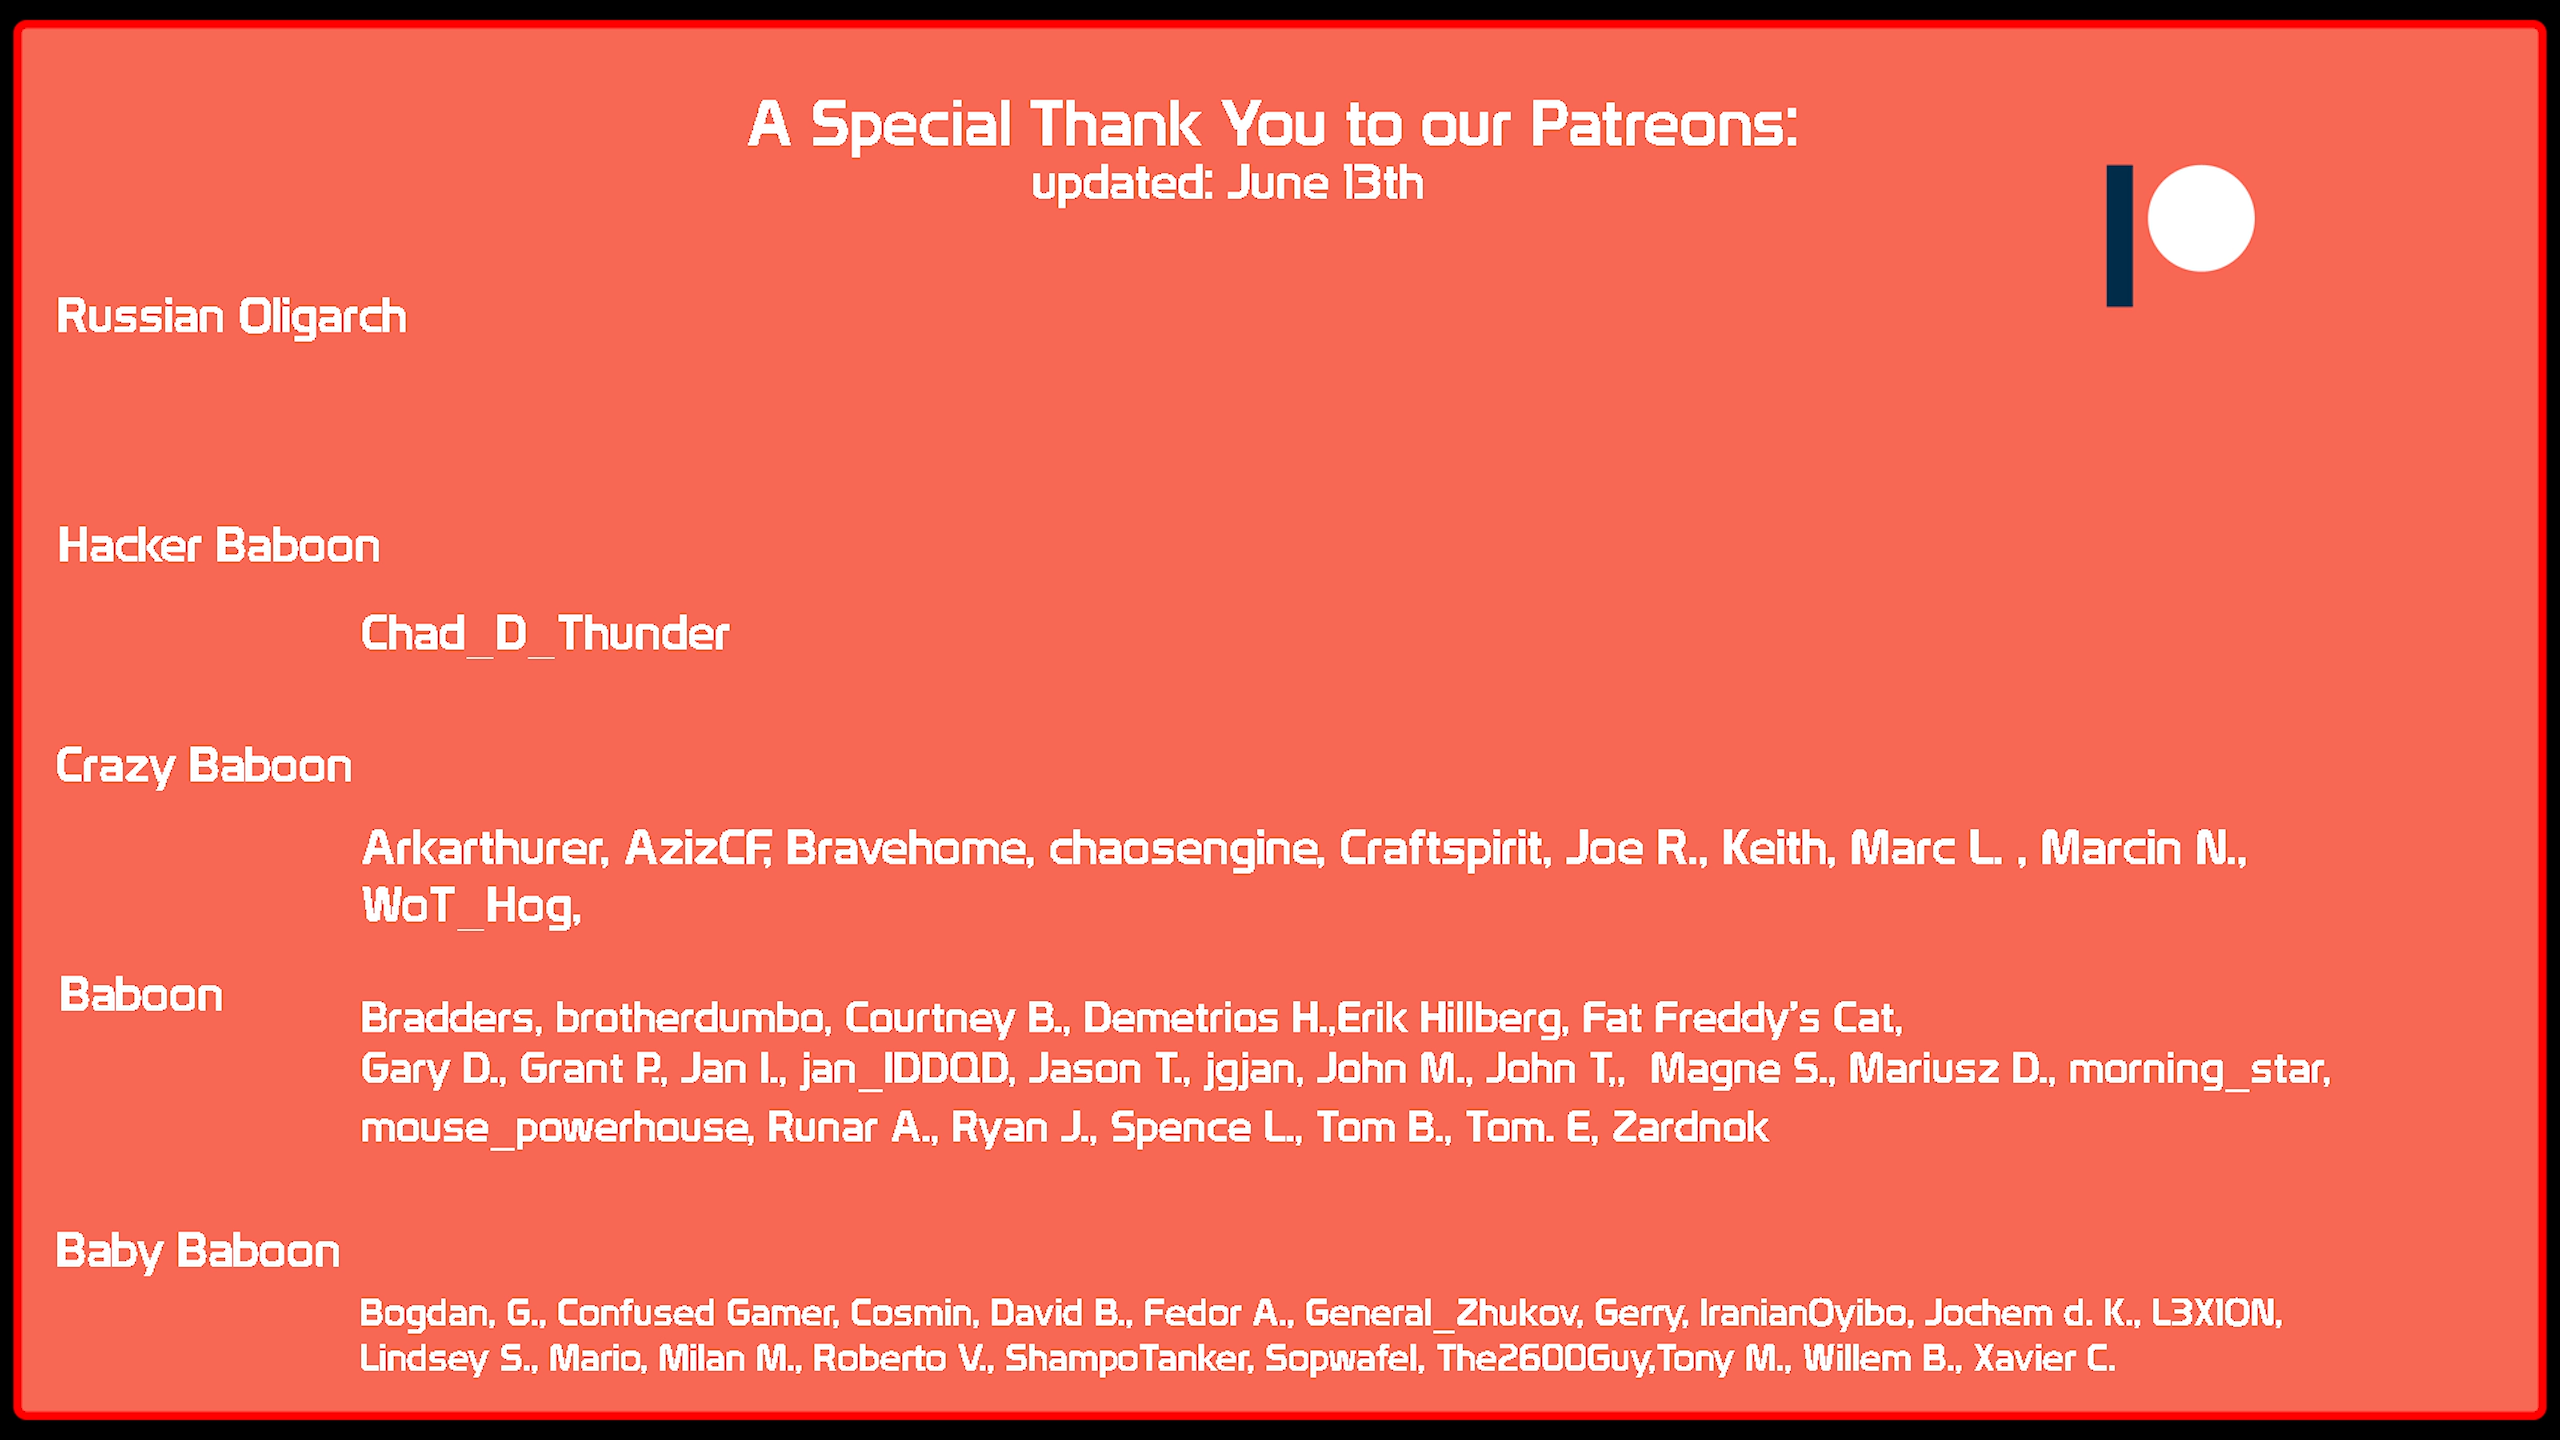 A Special Thank You to our Patreons:
updated: June 13th
Russian Oligarch
Hacker Baboon
Chad_D_Thunder
Crazy Baboon
Arkarthurer, AzizCF, Bravehome, chaosengine, Craftspirit, Joe R., Keith, Marc L. , Marcin N.,
WoT_Hog,
Baboon
Bradders, brotherdumbo, Courtney B., Demetrios H.,Erik Hillberg, Fat Freddy's Cat,
Gary D., Grant P., Jan I., jan_IDDQD, Jason T., jgjan, John M., John T,, Magne S., Mariusz D., morning_star,
mouse_powerhouse, Runar A., Ryan J., Spence L., Tom B., Tom. E, Zardnok
Baby Baboon
Bogdan, G., Confused Gamer, Cosmin, David B., Fedor A., General_Zhukov, Gerry, IranianOyibo, Jochem d. K., L3X10N,
Lindsey S., Mario, Milan M., Roberto V., ShampoTanker, Sopwafel, The2600Guy,Tony M., Willem B., Xavier C.